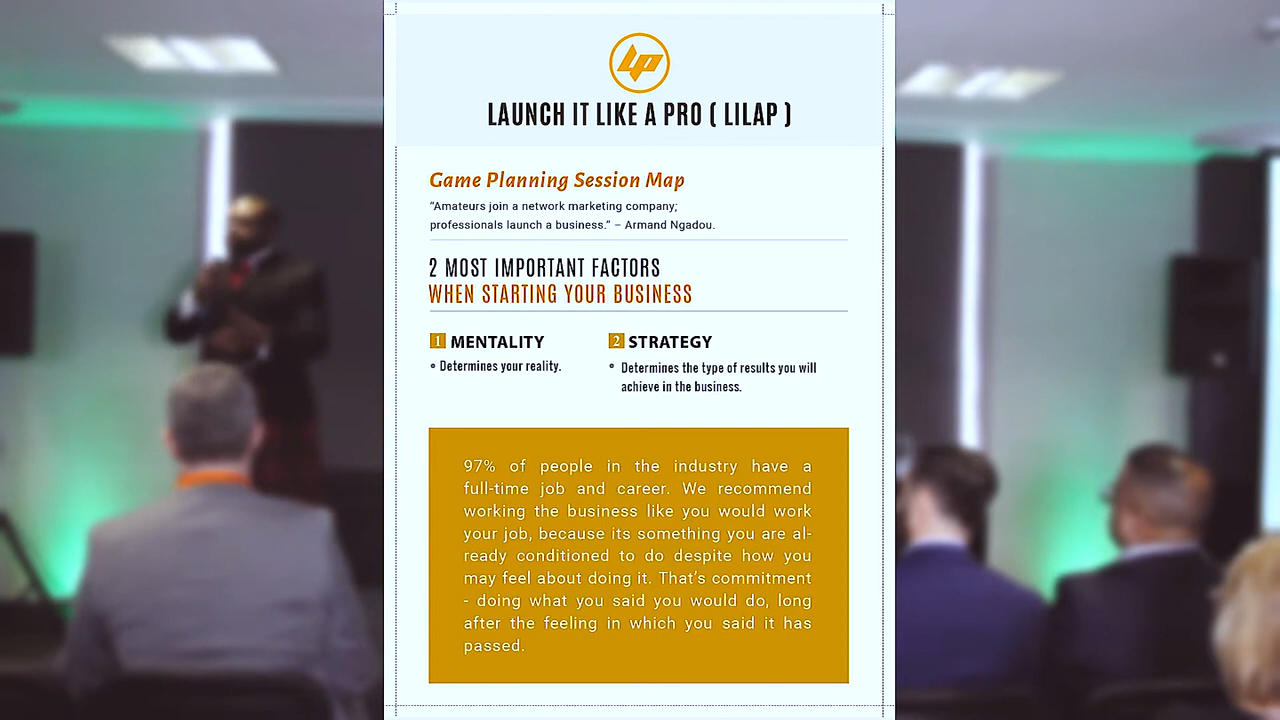 LP
LAUNCH IT LIKE A PRO ( LILAP )
Game Planning Session Map
“Amateurs join a network marketing company;
professionals launch a business.” – Armand Ngadou.
2 MOST IMPORTANT FACTORS
WHEN STARTING YOUR BUSINESS
1 MENTALITY
• Determines your reality.
2 STRATEGY
• Determines the type of results you will
achieve in the business.
97% of people in the industry have a
full-time job and career. We recommend
working the business like you would work
your job, because its something you are al-
ready conditioned to do despite how you
may feel about doing it. That’s commitment
- doing what you said you would do, long
after the feeling in which you said it has
passed.